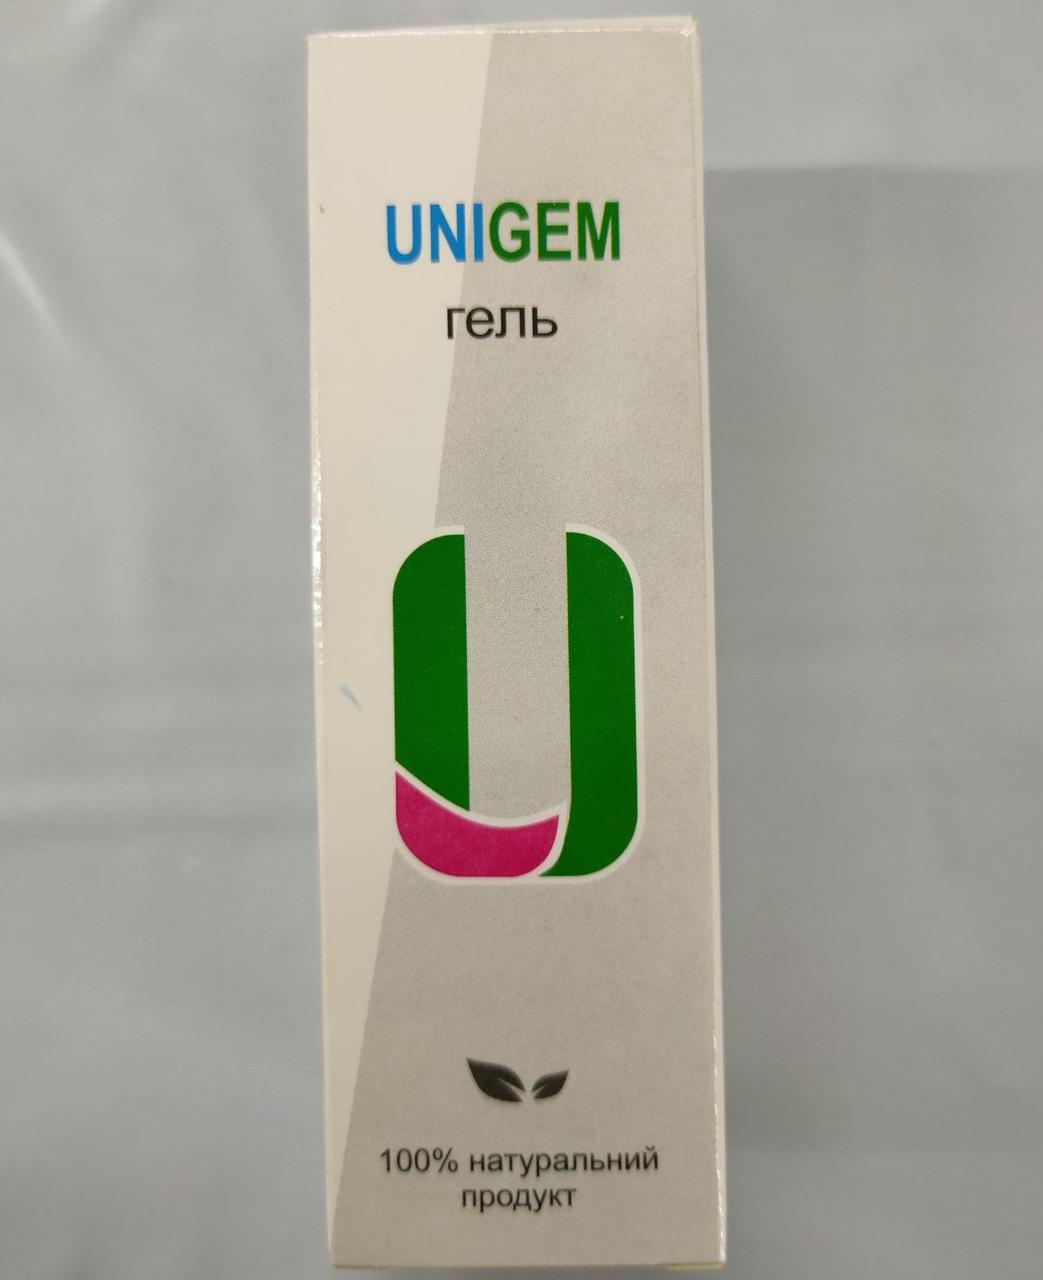 UNIGEM
гель
100% натуральний
продукт